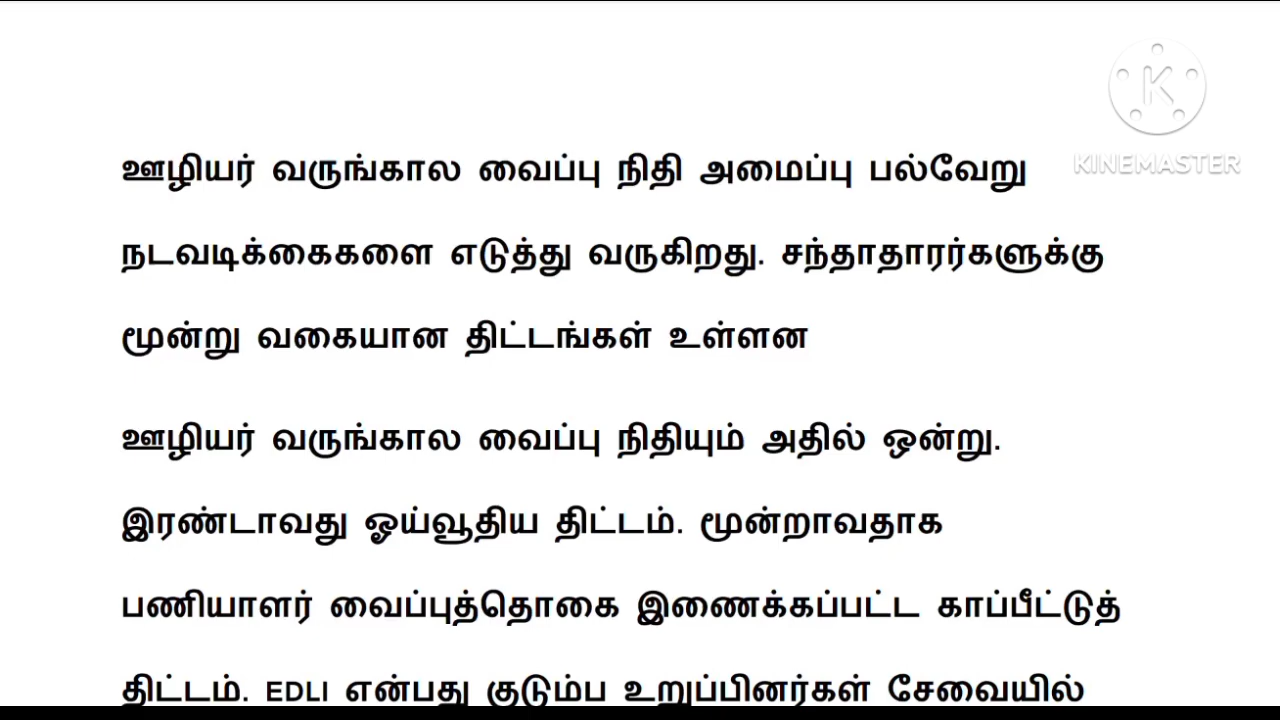 ஊழியர் வருங்கால வைப்பு நிதி அமைப்பு பல்வேறு
நடவடிக்கைகளை எடுத்து வருகிறது. சந்தாதாரர்களுக்கு
மூன்று வகையான திட்டங்கள் உள்ளன
ஊழியர் வருங்கால வைப்பு நிதியும் அதில் ஒன்று.
இரண்டாவது ஓய்வூதிய திட்டம். மூன்றாவதாக
பணியாளர் வைப்புத்தொகை இணைக்கப்பட்ட காப்பீட்டுத்
திட்டம். EDLI என்பது குடும்ப உறுப்பினர்கள் சேவையில்
K
KINEMASTER